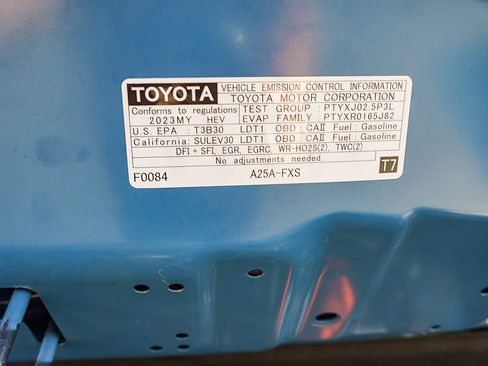 TOYOTA VEHICLE EMISSION CONTROL INFORMATION
TOYOTA MOTOR CORPORATION
Conforms to regulations TEST GROUP : PTYXJ02.5P3L
2023MY HEV EVAP FAMILY : PTYXR0165J82
U.S. EPA : T3B30 LDT1 OBD : CAII Fuel : Gasoline
California: SULEV30 LDT1 OBD : CAII Fuel : Gasoline
DFI + SFI, EGR, EGRC, WR-HO2S(2), TWC(2)
No adjustments needed.
F0084 A25A-FXS T7